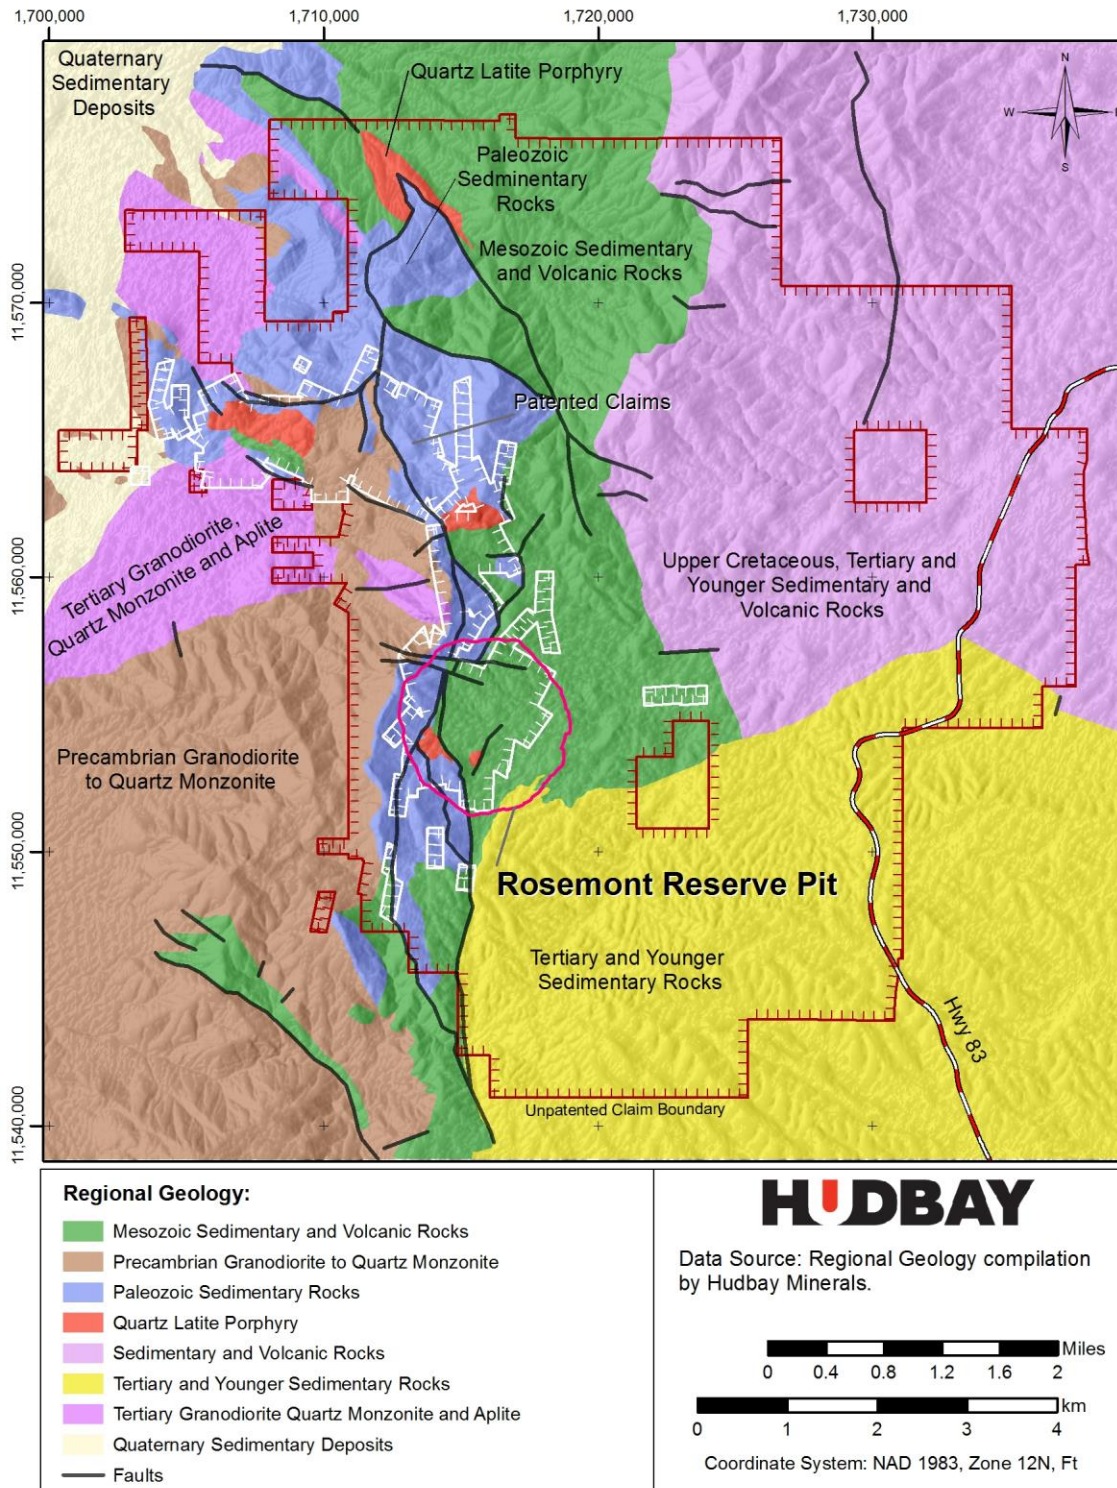 1,700,000
1,710,000
1,720,000
1,730,000
11,570,000
11,560,000
11,550,000
11,540,000
Quaternary
Sedimentary
Deposits
Quartz Latite Porphyry
N
W
S
Paleozoic
Sedminentary
Rocks
Mesozoic Sedimentary
and Volcanic Rocks
Patented Claims
Tertiary Granodiorite,
Quartz Monzonite and Aplite
Upper Cretaceous, Tertiary and
Younger Sedimentary and
Volcanic Rocks
Precambrian Granodiorite
to Quartz Monzonite
Rosemont Reserve Pit
Tertiary and Younger
Sedimentary Rocks
Hwy 83
Unpatented Claim Boundary
Regional Geology:
Mesozoic Sedimentary and Volcanic Rocks
Precambrian Granodiorite to Quartz Monzonite
Paleozoic Sedimentary Rocks
Quartz Latite Porphyry
Sedimentary and Volcanic Rocks
Tertiary and Younger Sedimentary Rocks
Tertiary Granodiorite Quartz Monzonite and Aplite
Quaternary Sedimentary Deposits
Faults
HUDBAY
Data Source: Regional Geology compilation
by Hudbay Minerals.
Miles
0 0.4 0.8 1.2 1.6 2
km
0 1 2 3 4
Coordinate System: NAD 1983, Zone 12N, Ft